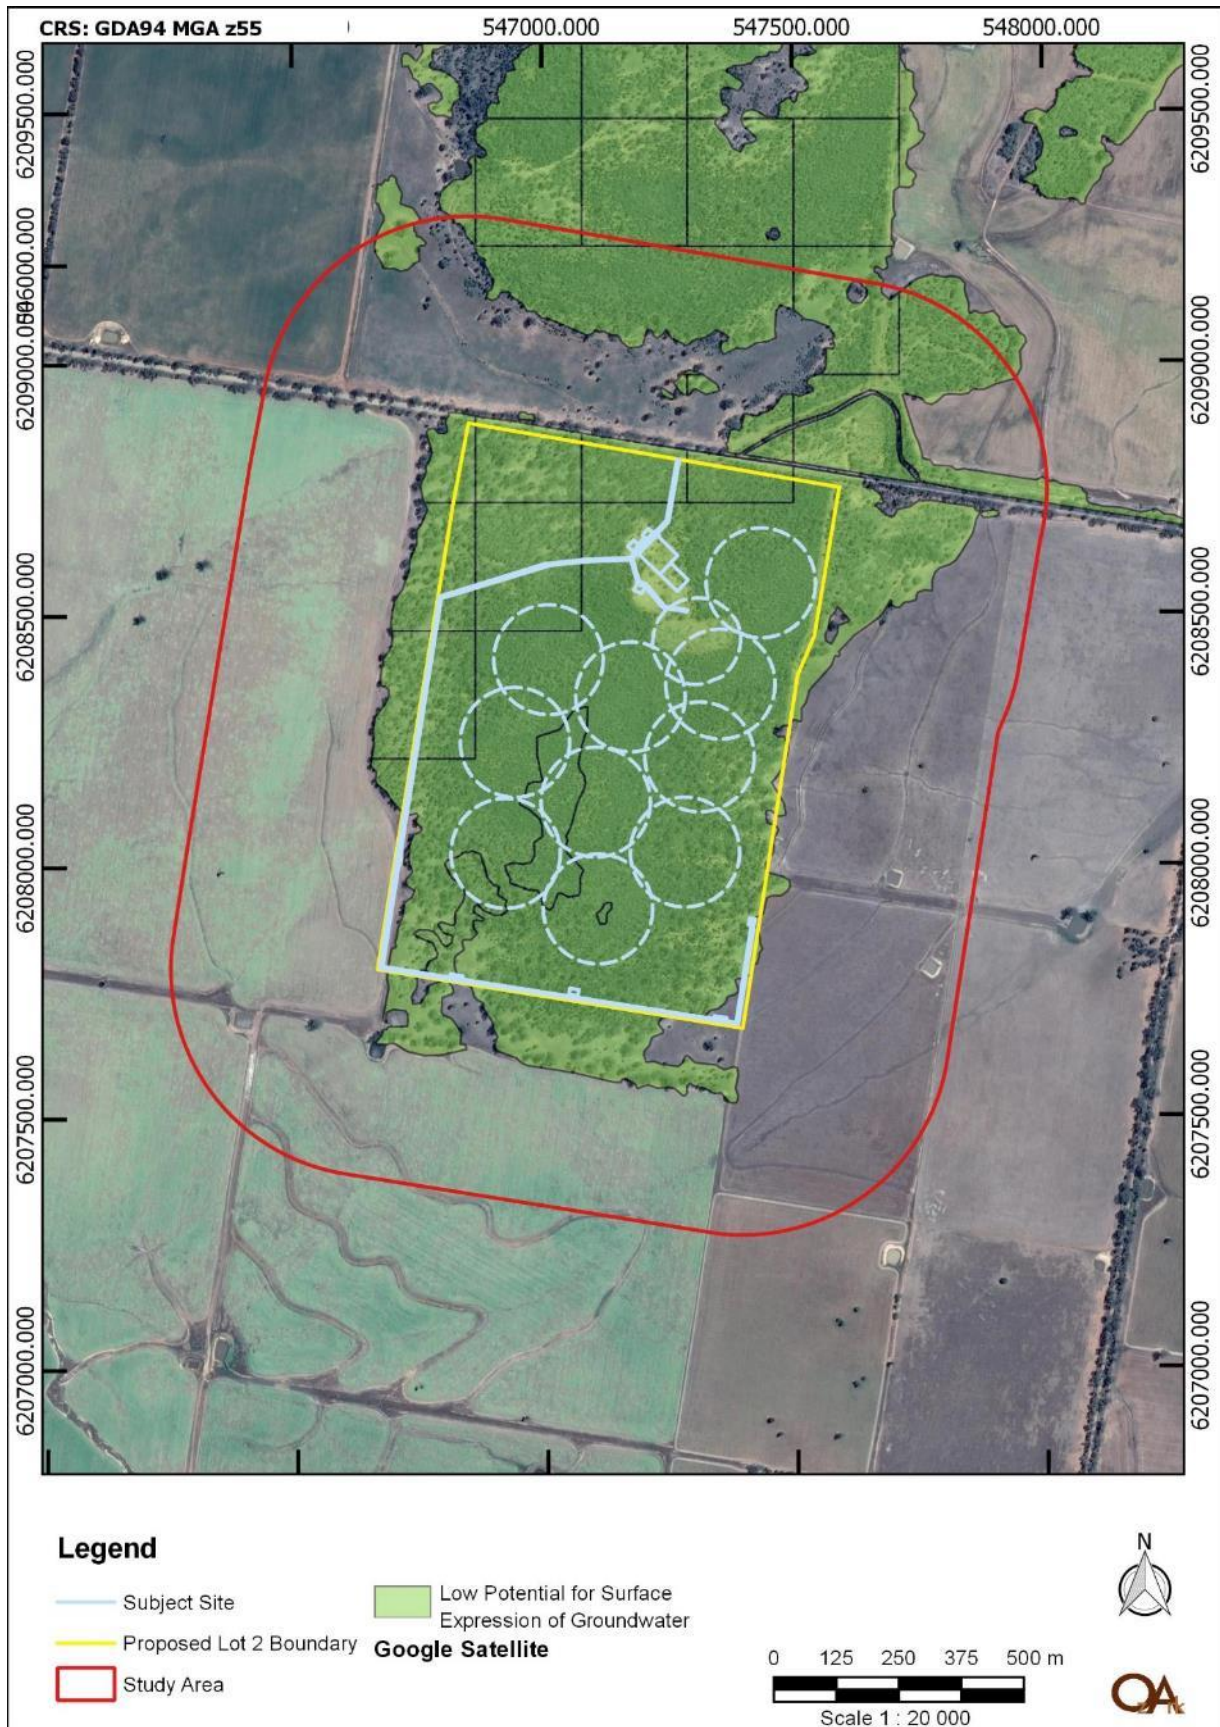 CRS: GDA94 MGA z55
547000.000 547500.000 548000.000
6209500.000
6209000.000
6208500.000
6208000.000
6207500.000
6207000.000
6209500.000
6209000.000
6208500.000
6208000.000
6207500.000
6207000.000
Legend
Subject Site
Proposed Lot 2 Boundary
Study Area
Low Potential for Surface
Expression of Groundwater
Google Satellite
N
0 125 250 375 500 m
Scale 1 : 20 000